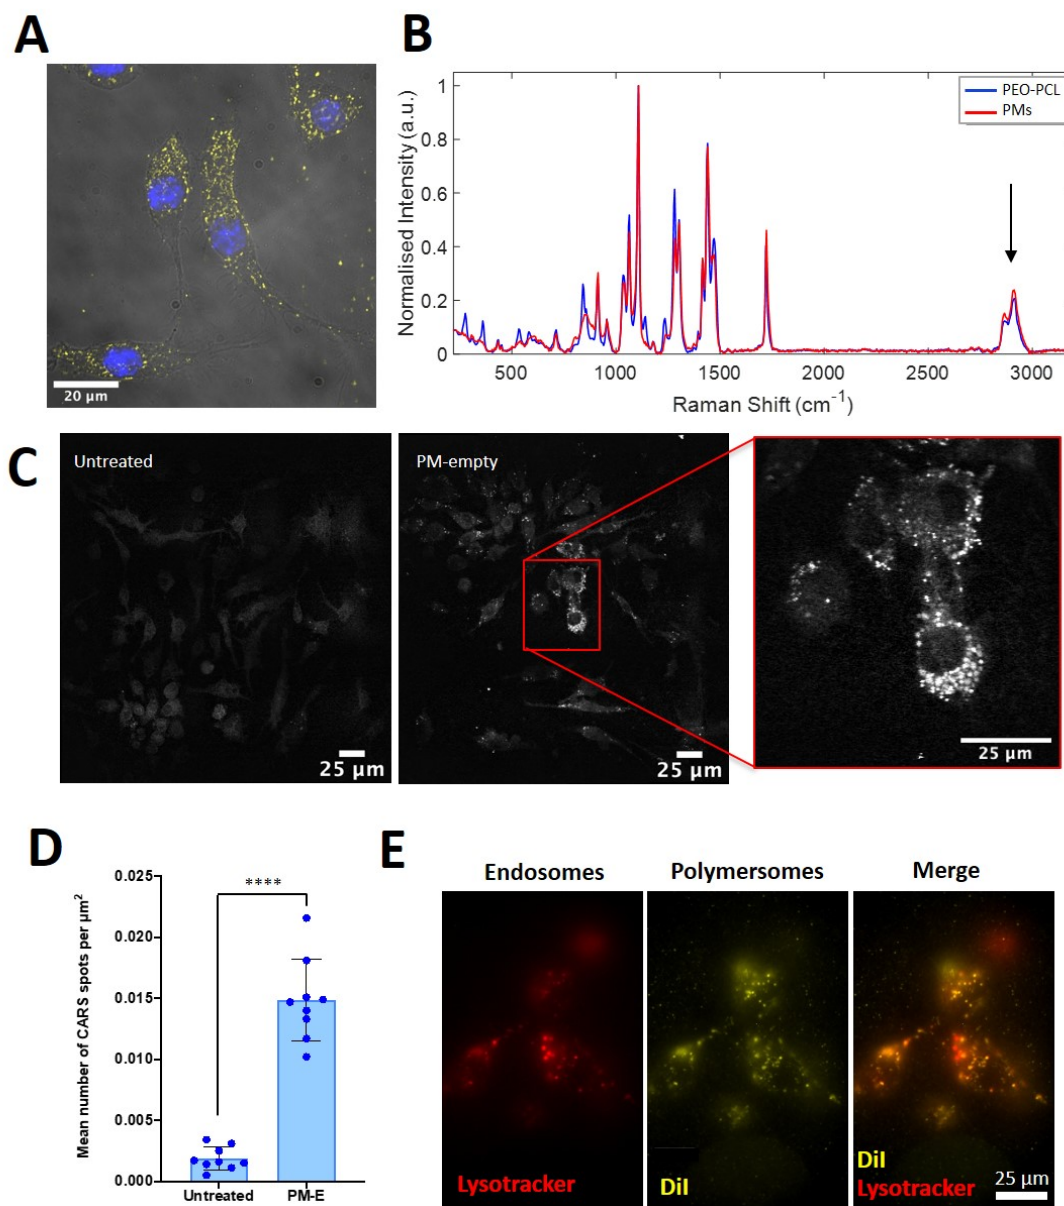 A
20 µm
B
Normalised Intensity (a.u.)
1
0.8
0.6
0.4
0.2
0
500
1000
1500
2000
2500
3000
Raman Shift (cm⁻¹)
PEO-PCL
PMs
C
Untreated
25 µm
PM-empty
25 µm
25 µm
D
Mean number of CARS spots per µm²
0.025
0.020
0.015
0.010
0.005
0.000
****
Untreated
PM-E
E
Endosomes
Polymersomes
Merge
Lysotracker
DiI
DiI
Lysotracker
25 µm